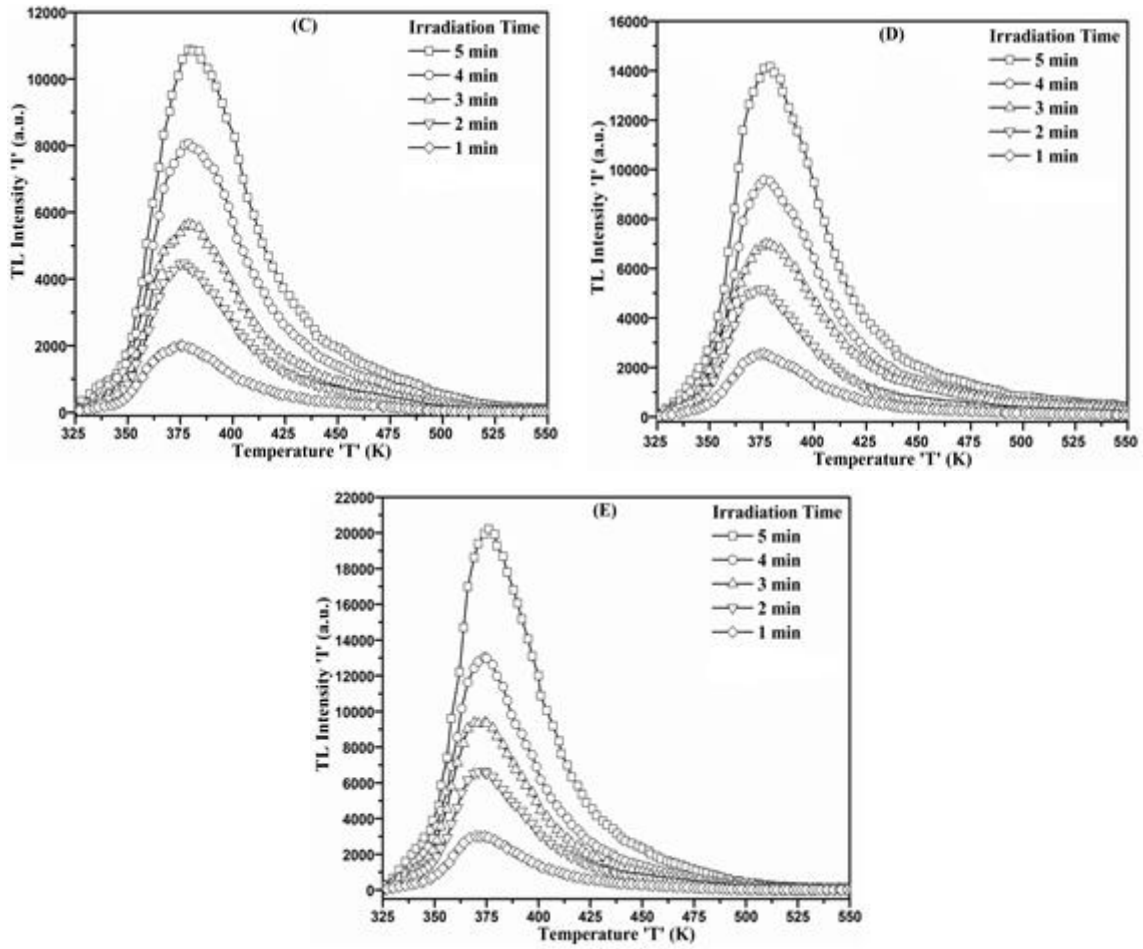 (C)
Irradiation Time
5 min
4 min
3 min
2 min
1 min
TL Intensity 'I' (a.u.)
12000
10000
8000
6000
4000
2000
0
325 350 375 400 425 450 475 500 525 550
Temperature 'T' (K)
(D)
Irradiation Time
5 min
4 min
3 min
2 min
1 min
TL Intensity 'I' (a.u.)
16000
14000
12000
10000
8000
6000
4000
2000
0
325 350 375 400 425 450 475 500 525 550
Temperature 'T' (K)
(E)
Irradiation Time
5 min
4 min
3 min
2 min
1 min
TL Intensity 'I' (a.u.)
22000
20000
18000
16000
14000
12000
10000
8000
6000
4000
2000
0
325 350 375 400 425 450 475 500 525 550
Temperature 'T' (K)